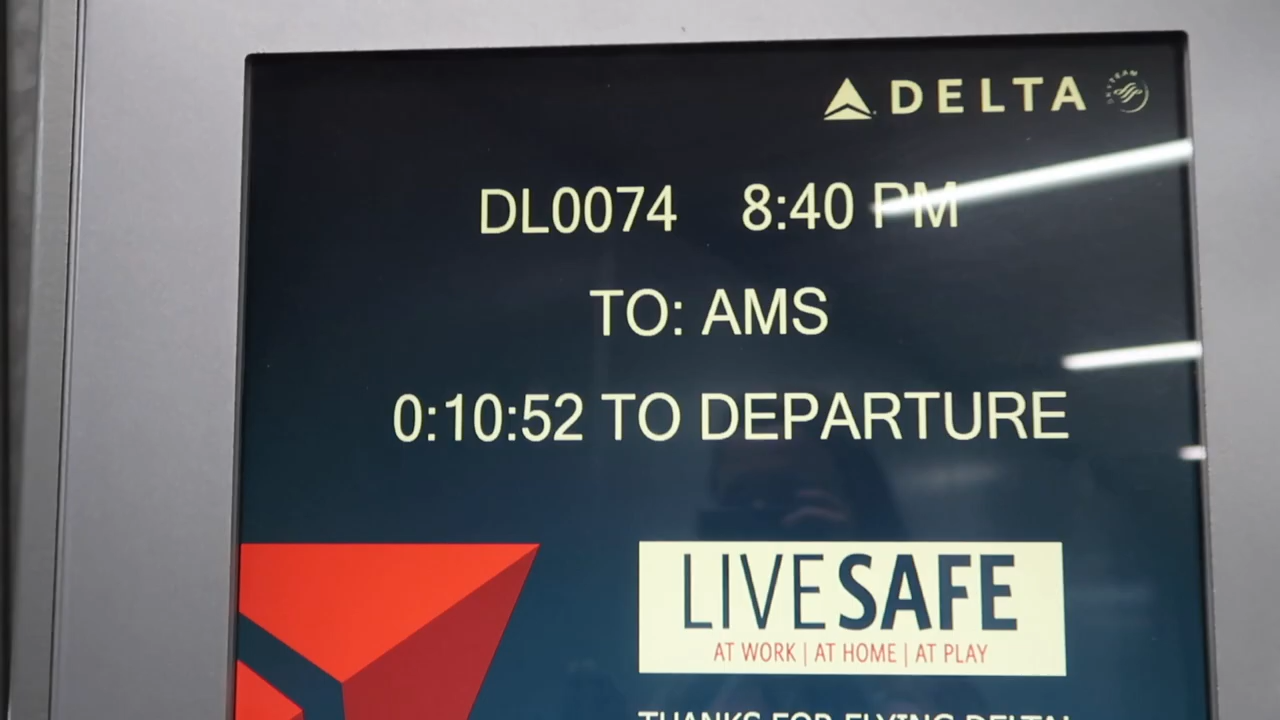 DELTA
SKYTEAM
DL0074 8:40 PM
TO: AMS
0:10:52 TO DEPARTURE
LIVESAFE
AT WORK | AT HOME | AT PLAY
THANKS FOR FLYING DELTA!